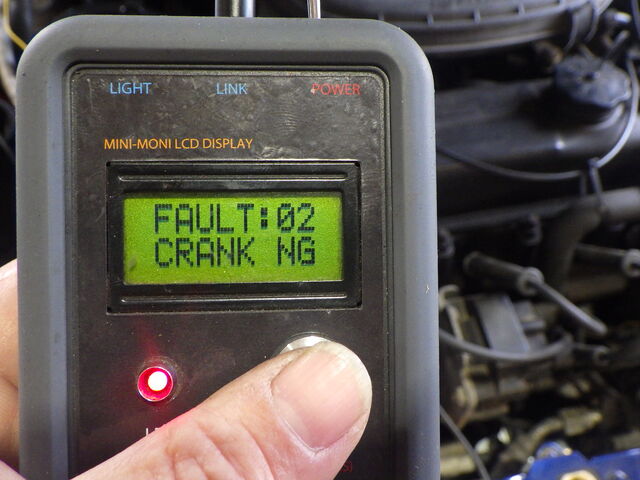 LIGHT LINK POWER
MINI-MONI LCD DISPLAY
FAULT:02
CRANK NG